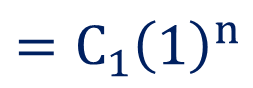 = C₁(1)ⁿ